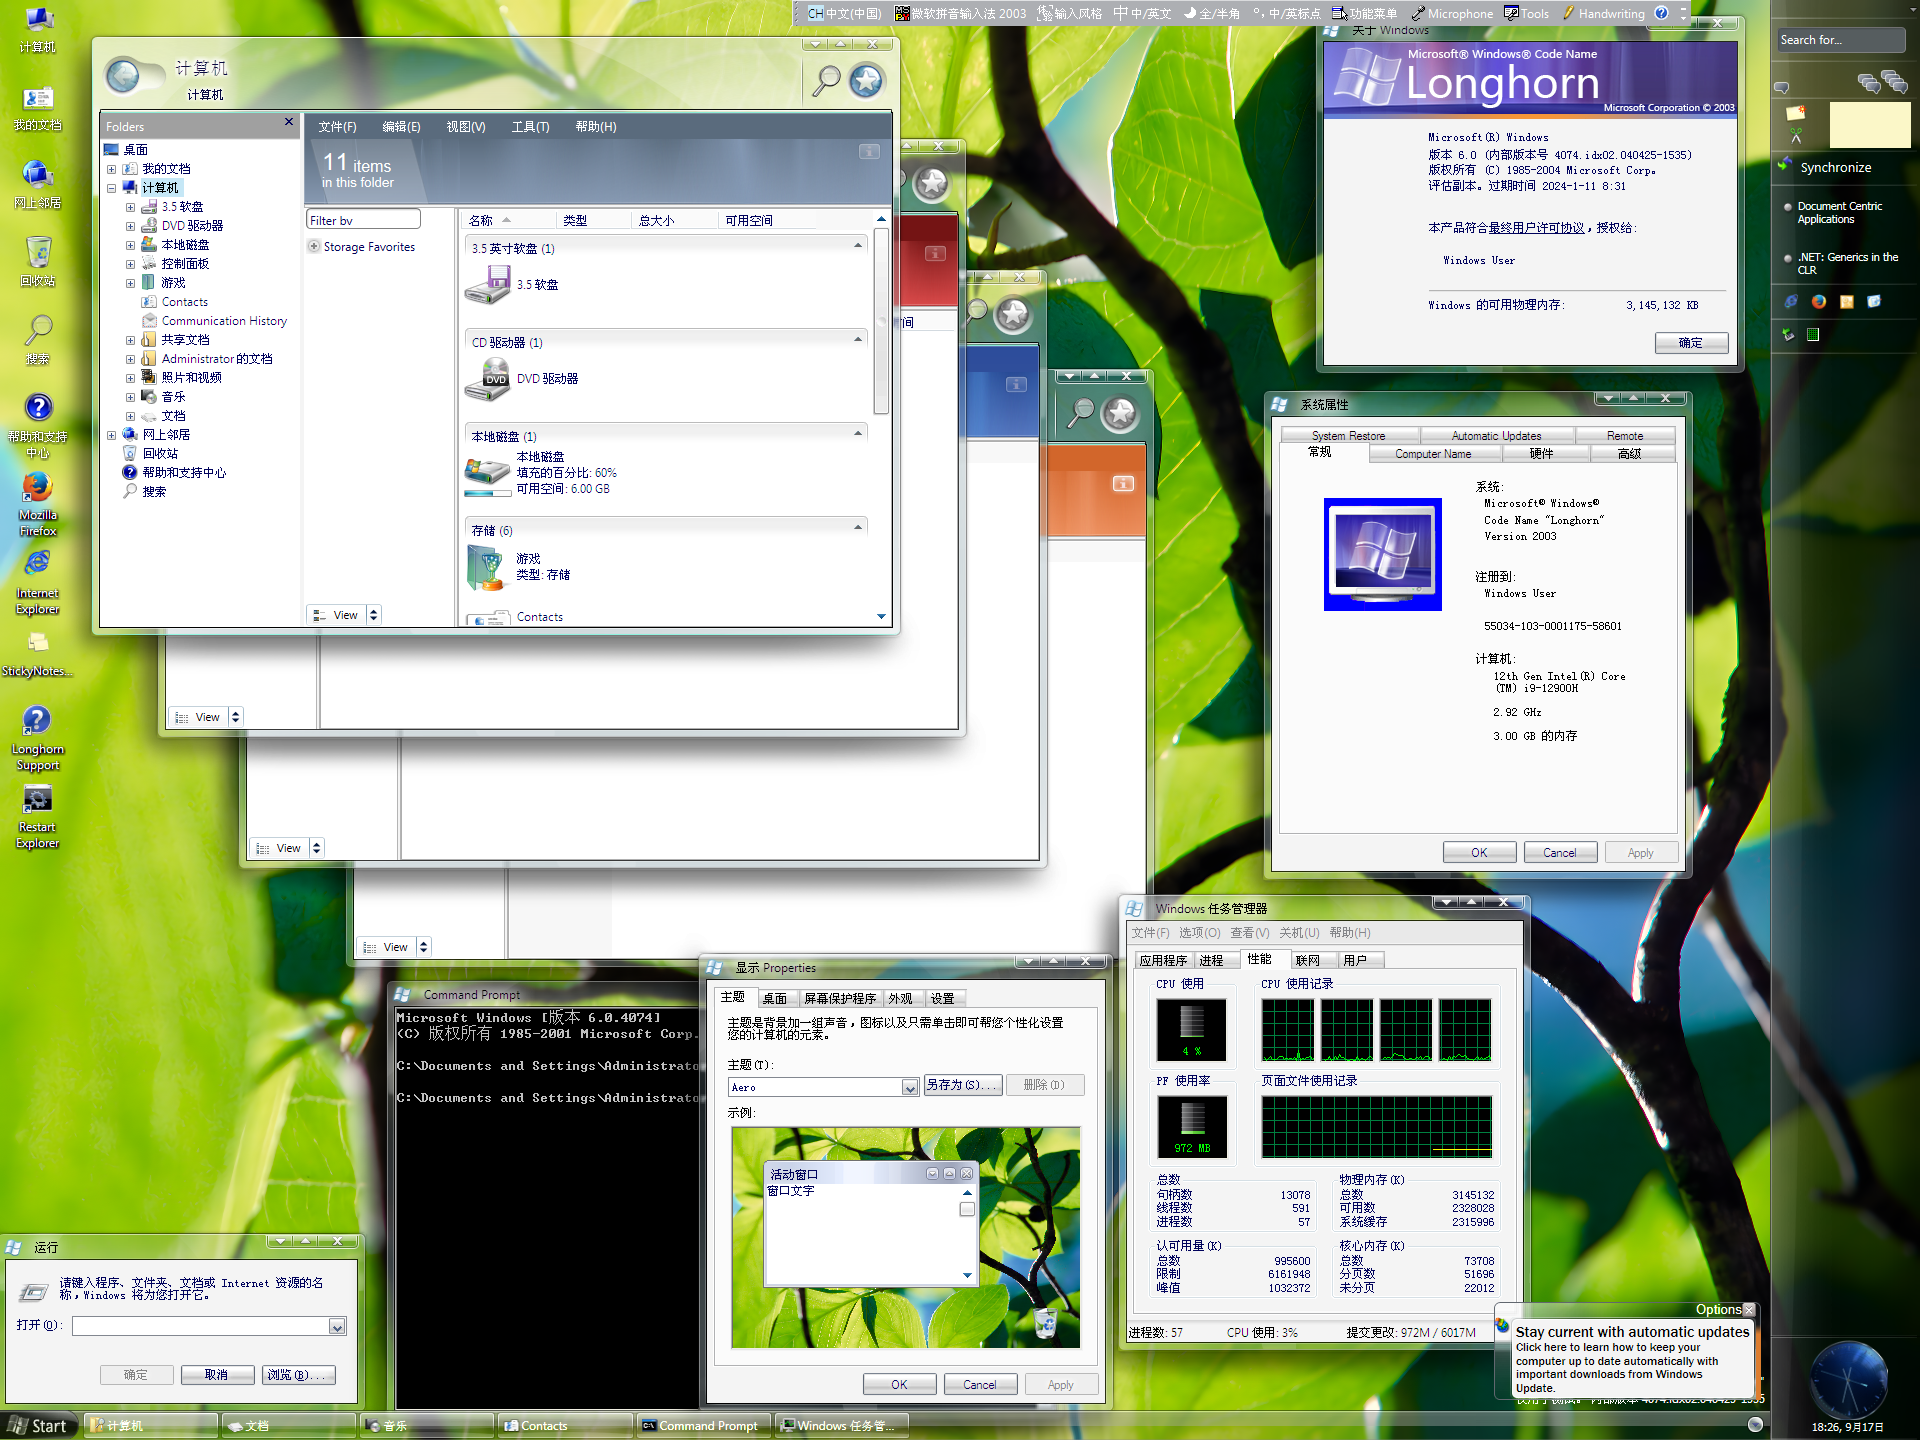 CH 中文(中国) 微软拼音输入法 2003 输入风格 中/英文 全/半角 中/英标点 功能菜单 Microphone Tools Handwriting
计算机
我的文档
网上邻居
回收站
搜索
帮助和支持
中心
Mozilla
Firefox
Internet
Explorer
StickyNotes...
Longhorn
Support
Restart
Explorer
计算机
计算机
Folders
桌面
我的文档
计算机
3.5 软盘
DVD 驱动器
本地磁盘
控制面板
游戏
Contacts
Communication History
共享文档
Administrator 的文档
照片和视频
音乐
文档
网上邻居
回收站
帮助和支持中心
搜索
文件(F) 编辑(E) 视图(V) 工具(T) 帮助(H)
11 items
in this folder
Filter by
Storage Favorites
View
名称 类型 总大小 可用空间
3.5 英寸软盘 (1)
3.5 软盘
CD 驱动器 (1)
DVD
DVD 驱动器
本地磁盘 (1)
本地磁盘
填充的百分比: 60%
可用空间: 6.00 GB
存储 (6)
游戏
类型: 存储
Contacts
间
View
View
View
关于 Windows
Microsoft® Windows® Code Name
Longhorn
Microsoft Corporation © 2003
Microsoft(R) Windows
版本 6.0 (内部版本号 4074.idx02.040425-1535)
版权所有 (C) 1985-2004 Microsoft Corp。
评估副本。过期时间 2024-1-11 8:31
本产品符合最终用户许可协议，授权给:
Windows User
Windows 的可用物理内存: 3,145,132 KB
确定
系统属性
System Restore Automatic Updates Remote
常规 Computer Name 硬件 高级
系统:
Microsoft® Windows®
Code Name "Longhorn"
Version 2003
注册到:
Windows User
55034-103-0001175-58601
计算机:
12th Gen Intel(R) Core
(TM) i9-12900H
2.92 GHz
3.00 GB 的内存
OK Cancel Apply
Search for...
Synchronize
Document Centric
Applications
.NET: Generics in the
CLR
18:26, 9月17日
Command Prompt
Microsoft Windows [版本 6.0.4074]
(C) 版权所有 1985-2001 Microsoft Corp.
C:\Documents and Settings\Administrato
C:\Documents and Settings\Administrato
显示 Properties
主题 桌面 屏幕保护程序 外观 设置
主题是背景加一组声音，图标以及只需单击即可帮您个性化设置
您的计算机的元素。
主题(T):
Aero 另存为(S)... 删除(D)
示例:
活动窗口
窗口文字
OK Cancel Apply
Windows 任务管理器
文件(F) 选项(O) 查看(V) 关机(U) 帮助(H)
应用程序 进程 性能 联网 用户
CPU 使用 CPU 使用记录
4 %
PF 使用率 页面文件使用记录
972 MB
总数
句柄数 13078
线程数 591
进程数 57
物理内存(K)
总数 3145132
可用数 2328028
系统缓存 2315996
认可用量(K)
总数 995600
限制 6161948
峰值 1032372
核心内存(K)
总数 73708
分页数 51696
未分页 22012
进程数: 57 CPU 使用: 3% 提交更改: 972M / 6017M
Options
Stay current with automatic updates
Click here to learn how to keep your
computer up to date automatically with
important downloads from Windows
Update.
运行
请键入程序、文件夹、文档或 Internet 资源的名
称，Windows 将为您打开它。
打开(O):
确定 取消 浏览(B)...
Start 计算机 文档 音乐 Contacts Command Prompt Windows 任务管...